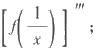 [f(1/x)]‴ ;